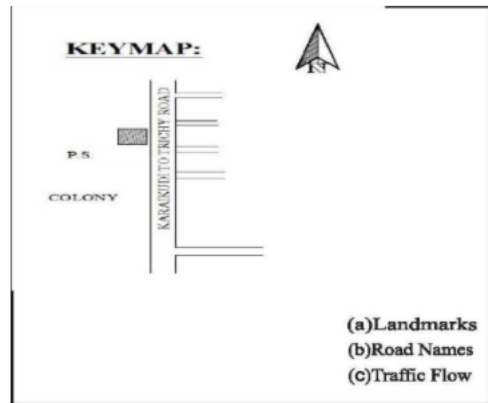 KEYMAP:
N
KARAIKUDI TO TRICHY ROAD
P.S.
COLONY
(a)Landmarks
(b)Road Names
(c)Traffic Flow